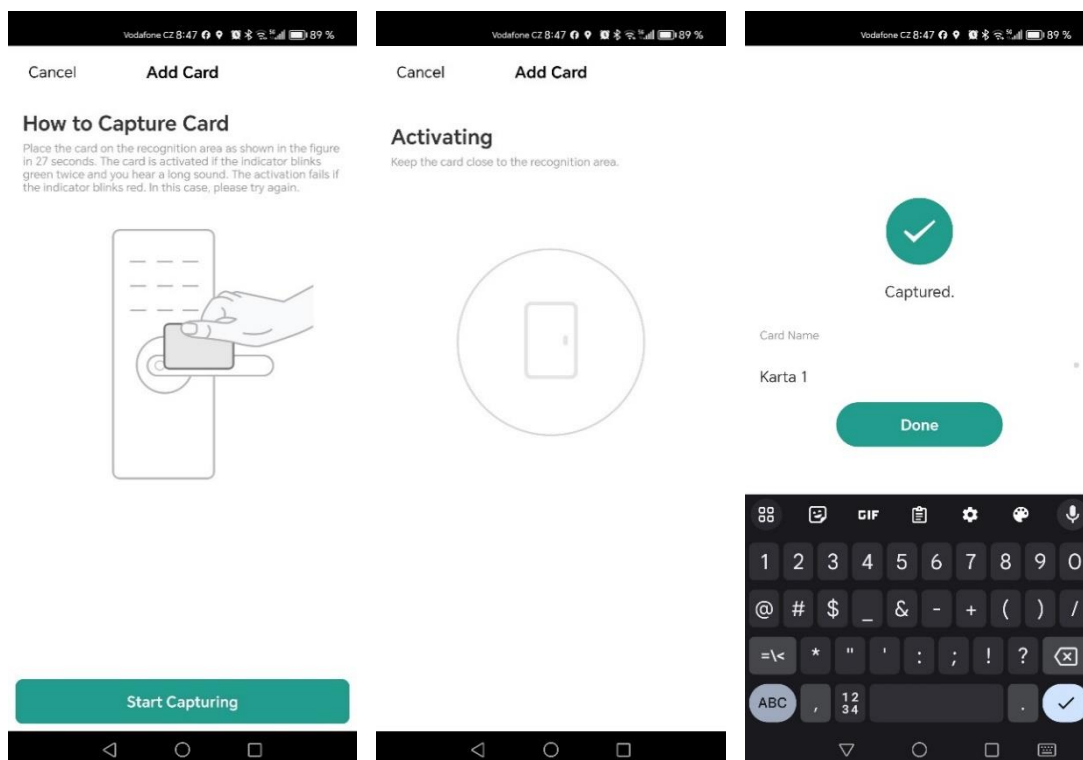 Vodafone CZ 8:47 89 %
Cancel Add Card
How to Capture Card
Place the card on the recognition area as shown in the figure
in 27 seconds. The card is activated if the indicator blinks
green twice and you hear a long sound. The activation fails if
the indicator blinks red. In this case, please try again.
Start Capturing
Vodafone CZ 8:47 89 %
Cancel Add Card
Activating
Keep the card close to the recognition area.
Vodafone CZ 8:47 89 %
Captured.
Card Name
Karta 1
Done
GIF
1 2 3 4 5 6 7 8 9 0
@ # $ _ & - + ( ) /
=\< * " ' : ; ! ?
ABC , 12 .
34